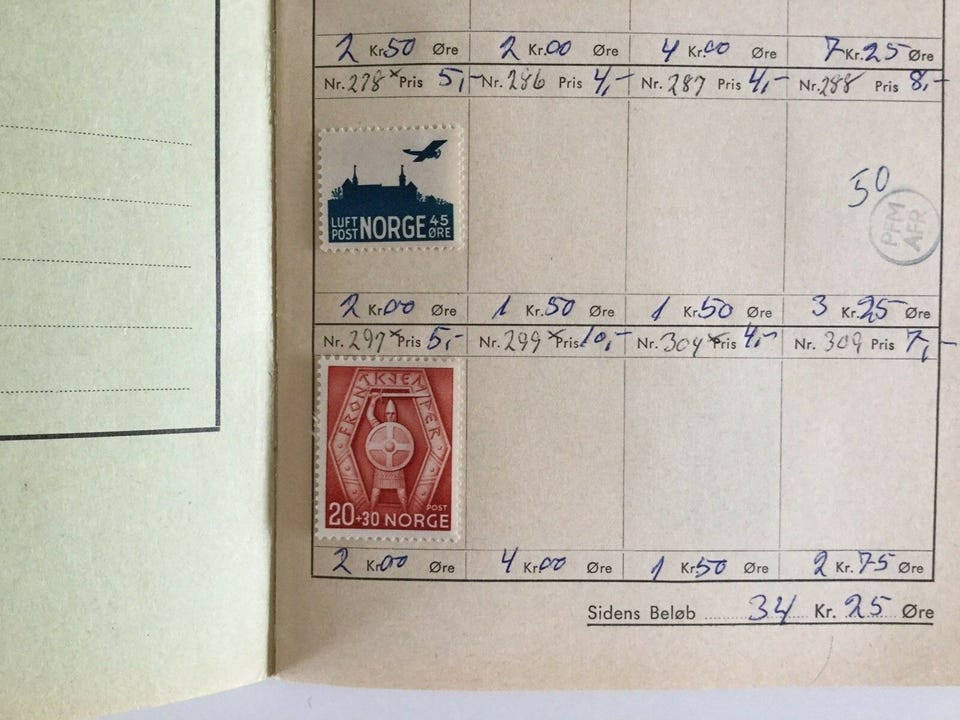 2 Kr. 50 Øre 2 Kr. 00 Øre 4 Kr. 00 Øre 7 Kr. 25 Øre
Nr. 278 x Pris 5,- Nr. 286 Pris 4,- Nr. 287 Pris 4,- Nr. 288 Pris 8,-
LUFT
POST NORGE 45
ØRE
50
PFM
AFR
2 Kr. 00 Øre 1 Kr. 50 Øre 1 Kr. 50 Øre 3 Kr. 25 Øre
Nr. 297 x Pris 5,- Nr. 299 x Pris 10,- Nr. 304 x Pris 4,- Nr. 309 Pris 7,-
FRONTKJEMPER
POST
20+30 NORGE
2 Kr. 00 Øre 4 Kr. 00 Øre 1 Kr. 50 Øre 2 Kr. 75 Øre
Sidens Beløb 34 Kr. 25 Øre